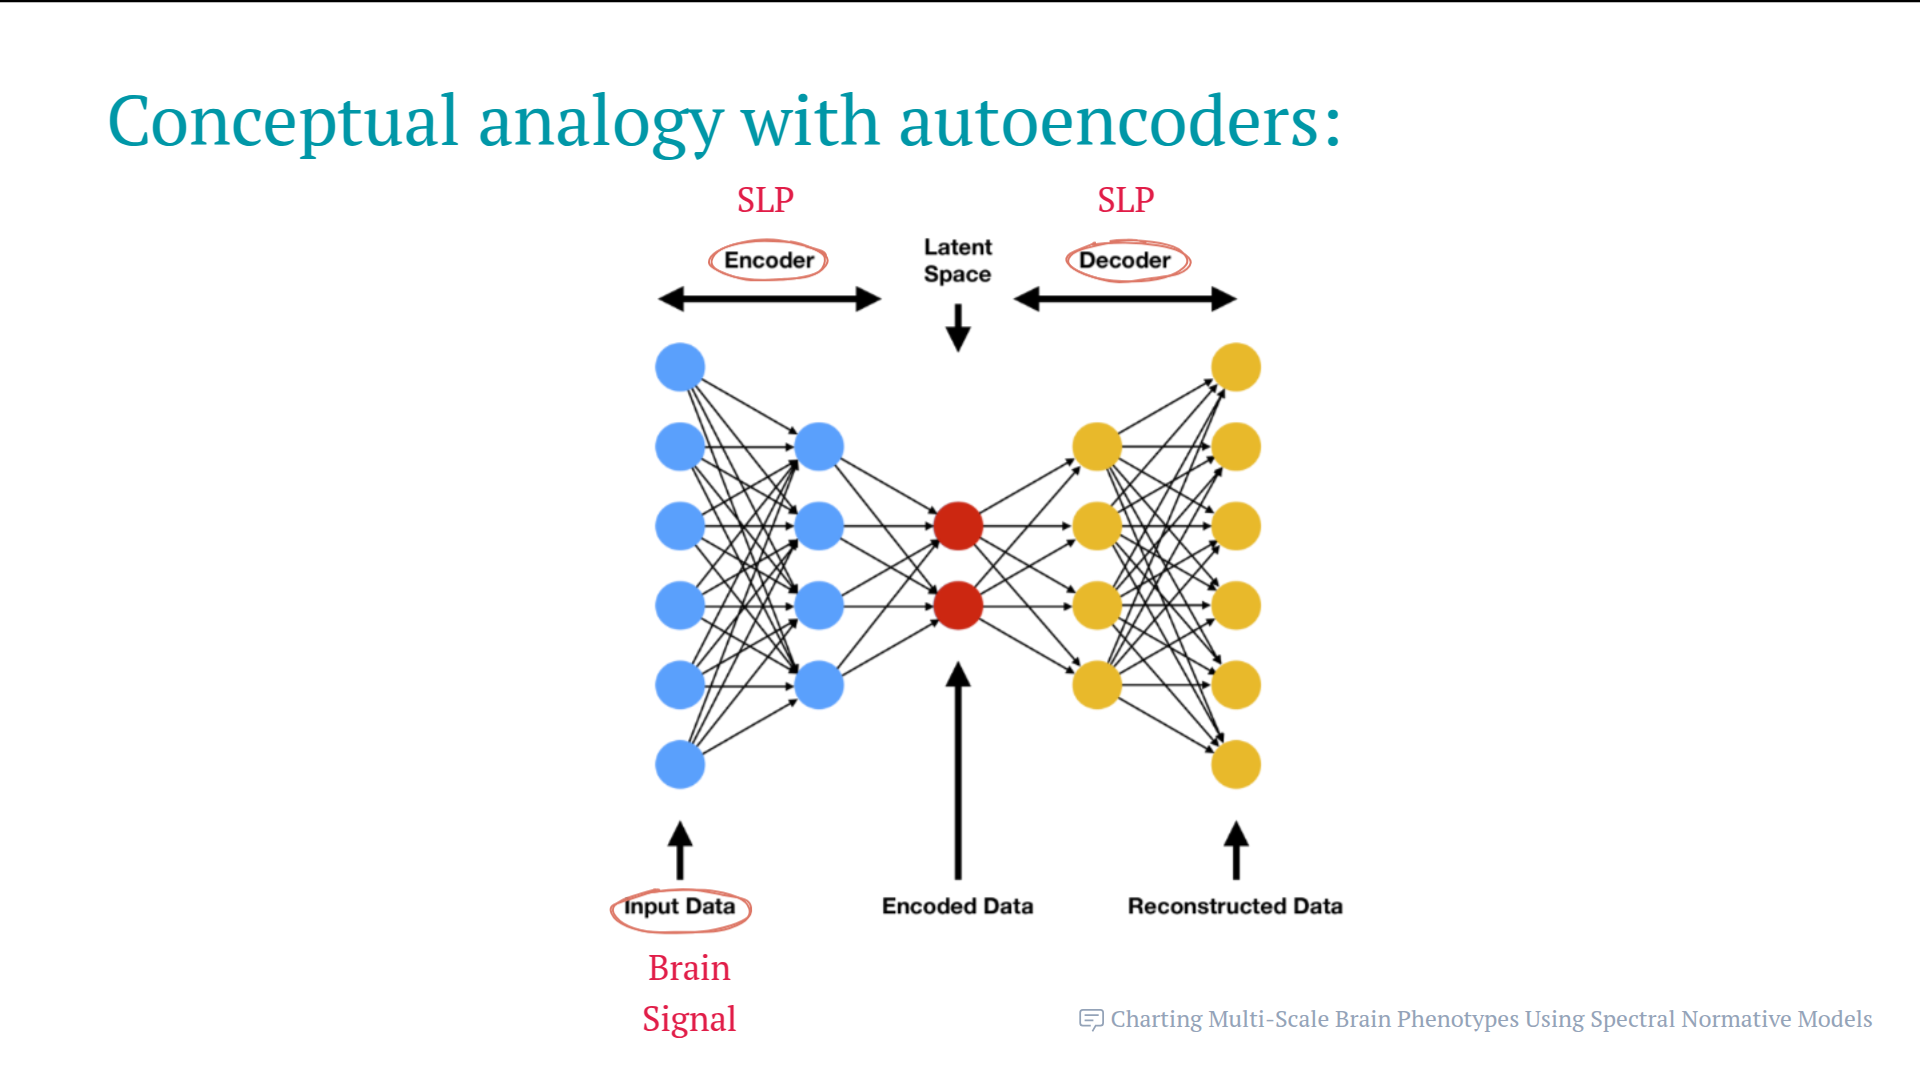 Conceptual analogy with autoencoders:
SLP
SLP
Encoder
Latent
Space
Decoder
Input Data
Encoded Data
Reconstructed Data
Brain
Signal
Charting Multi-Scale Brain Phenotypes Using Spectral Normative Models